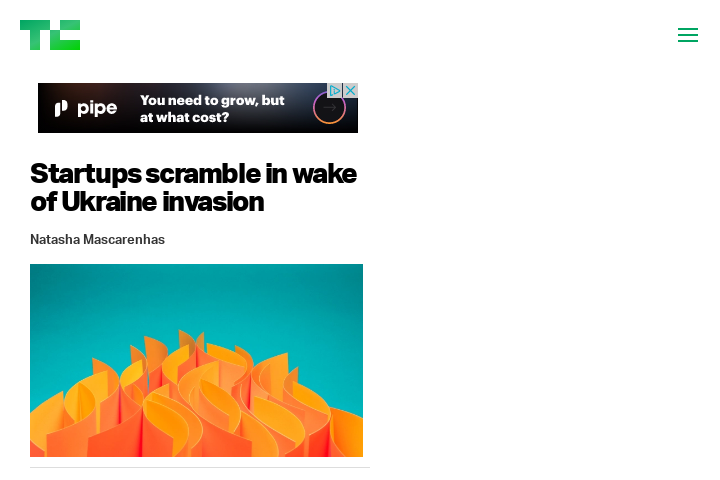 TC
pipe
You need to grow, but
at what cost?
Startups scramble in wake
of Ukraine invasion
Natasha Mascarenhas